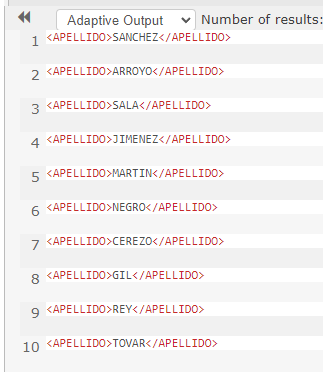 Adaptive Output Number of results:
1 <APELLIDO>SANCHEZ</APELLIDO>
2 <APELLIDO>ARROYO</APELLIDO>
3 <APELLIDO>SALA</APELLIDO>
4 <APELLIDO>JIMENEZ</APELLIDO>
5 <APELLIDO>MARTIN</APELLIDO>
6 <APELLIDO>NEGRO</APELLIDO>
7 <APELLIDO>CEREZO</APELLIDO>
8 <APELLIDO>GIL</APELLIDO>
9 <APELLIDO>REY</APELLIDO>
10 <APELLIDO>TOVAR</APELLIDO>